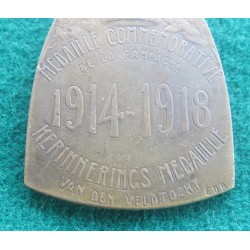 MEDAILLE COMMEMORATIVE
DE LA CAMPAGNE
1914-1918
HERINNERINGS MEDAILLE
VAN DEN VELDTOCHT